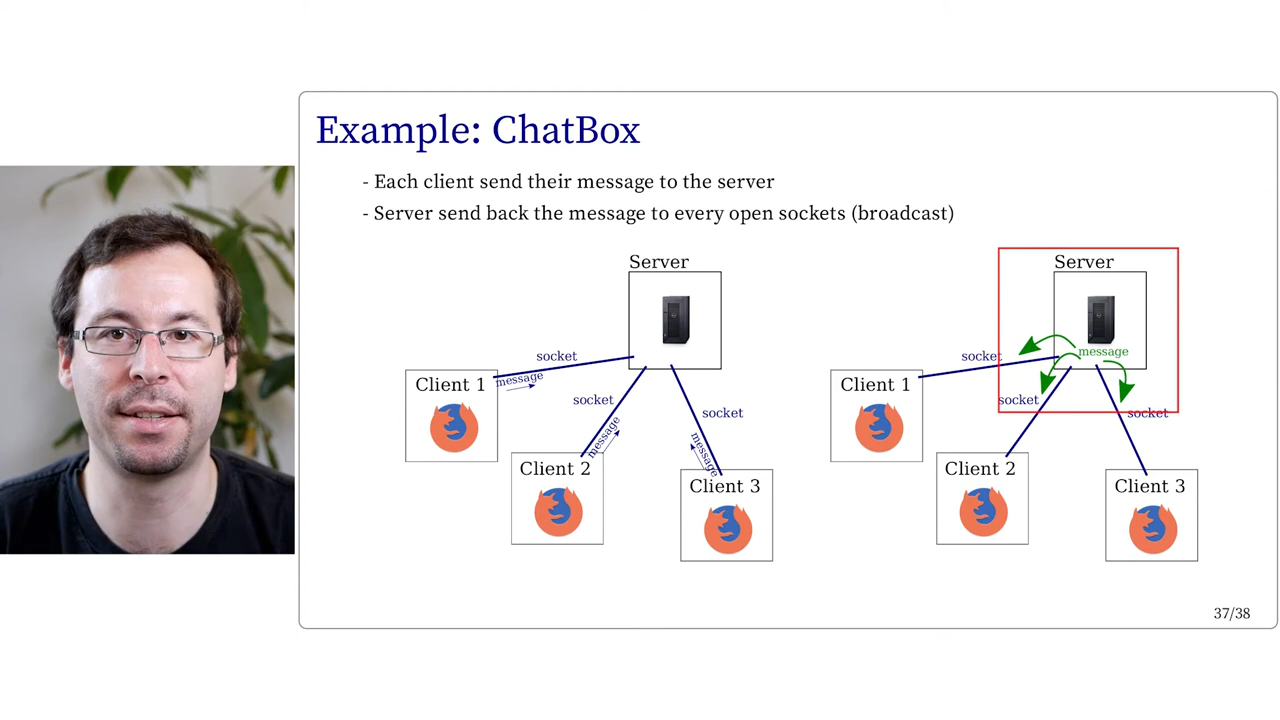 Example: ChatBox
- Each client send their message to the server
- Server send back the message to every open sockets (broadcast)
Server
socket
Client 1
message
socket
message
Client 2
socket
message
Client 3
Server
message
socket
Client 1
socket
Client 2
socket
Client 3
37/38